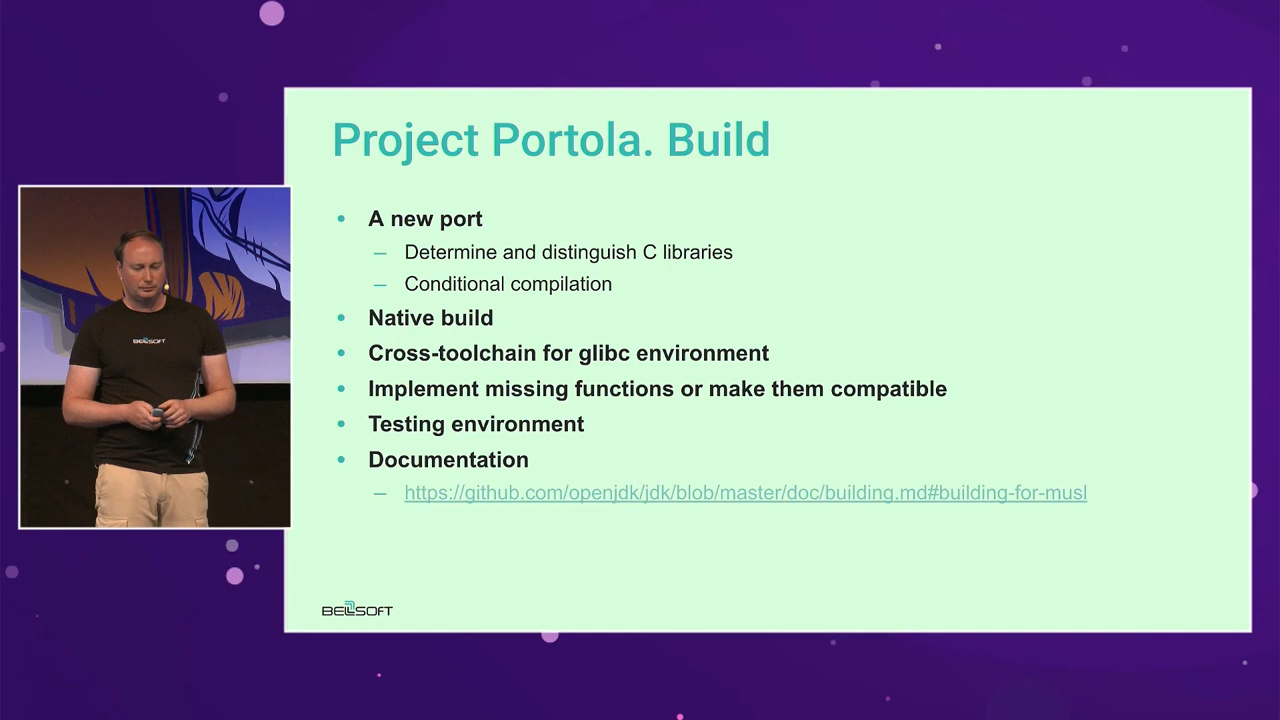 Project Portola. Build
A new port
Determine and distinguish C libraries
Conditional compilation
Native build
Cross-toolchain for glibc environment
Implement missing functions or make them compatible
Testing environment
Documentation
https://github.com/openjdk/jdk/blob/master/doc/building.md#building-for-musl
BELLSOFT
BELLSOFT